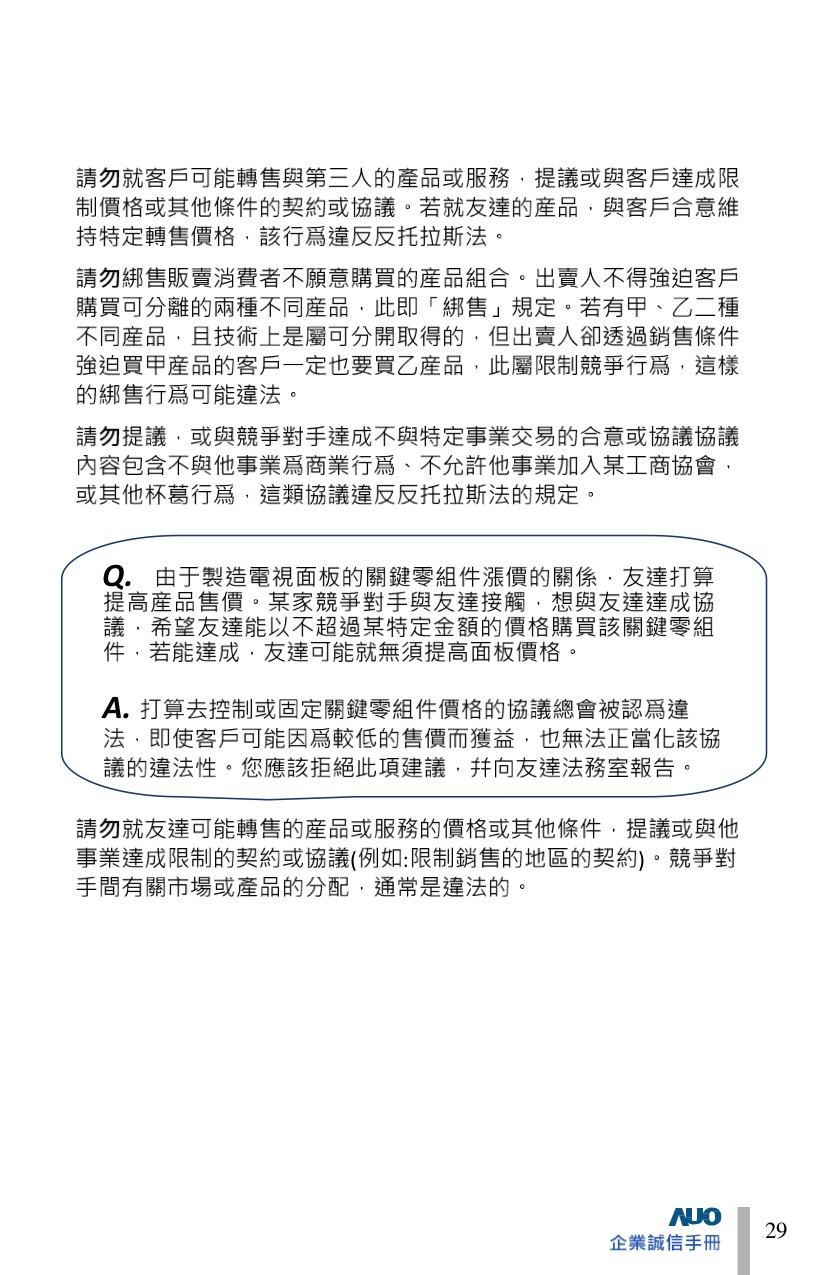 請勿就客戶可能轉售與第三人的產品或服務，提議或與客戶達成限
制價格或其他條件的契約或協議。若就友達的産品，與客戶合意維
持特定轉售價格，該行爲違反反托拉斯法。
請勿綁售販賣消費者不願意購買的産品組合。出賣人不得強迫客戶
購買可分離的兩種不同産品，此即「綁售」規定。若有甲、乙二種
不同産品，且技術上是屬可分開取得的，但出賣人卻透過銷售條件
強迫買甲産品的客戶一定也要買乙産品，此屬限制競爭行爲，這樣
的綁售行爲可能違法。
請勿提議，或與競爭對手達成不與特定事業交易的合意或協議協議
內容包含不與他事業爲商業行爲、不允許他事業加入某工商協會，
或其他杯葛行爲，這類協議違反反托拉斯法的規定。
Q. 由于製造電視面板的關鍵零組件漲價的關係，友達打算
提高産品售價。某家競爭對手與友達接觸，想與友達達成協
議，希望友達能以不超過某特定金額的價格購買該關鍵零組
件，若能達成，友達可能就無須提高面板價格。
A. 打算去控制或固定關鍵零組件價格的協議總會被認爲違
法，即使客戶可能因爲較低的售價而獲益，也無法正當化該協
議的違法性。您應該拒絕此項建議，幷向友達法務室報告。
請勿就友達可能轉售的産品或服務的價格或其他條件，提議或與他
事業達成限制的契約或協議(例如:限制銷售的地區的契約)。競爭對
手間有關市場或產品的分配，通常是違法的。
AUO
企業誠信手冊
29